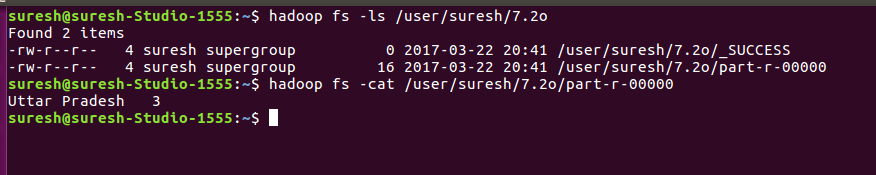 suresh@suresh-Studio-1555:~$ hadoop fs -ls /user/suresh/7.2o
Found 2 items
-rw-r--r--   4 suresh supergroup          0 2017-03-22 20:41 /user/suresh/7.2o/_SUCCESS
-rw-r--r--   4 suresh supergroup         16 2017-03-22 20:41 /user/suresh/7.2o/part-r-00000
suresh@suresh-Studio-1555:~$ hadoop fs -cat /user/suresh/7.2o/part-r-00000
Uttar Pradesh	3
suresh@suresh-Studio-1555:~$